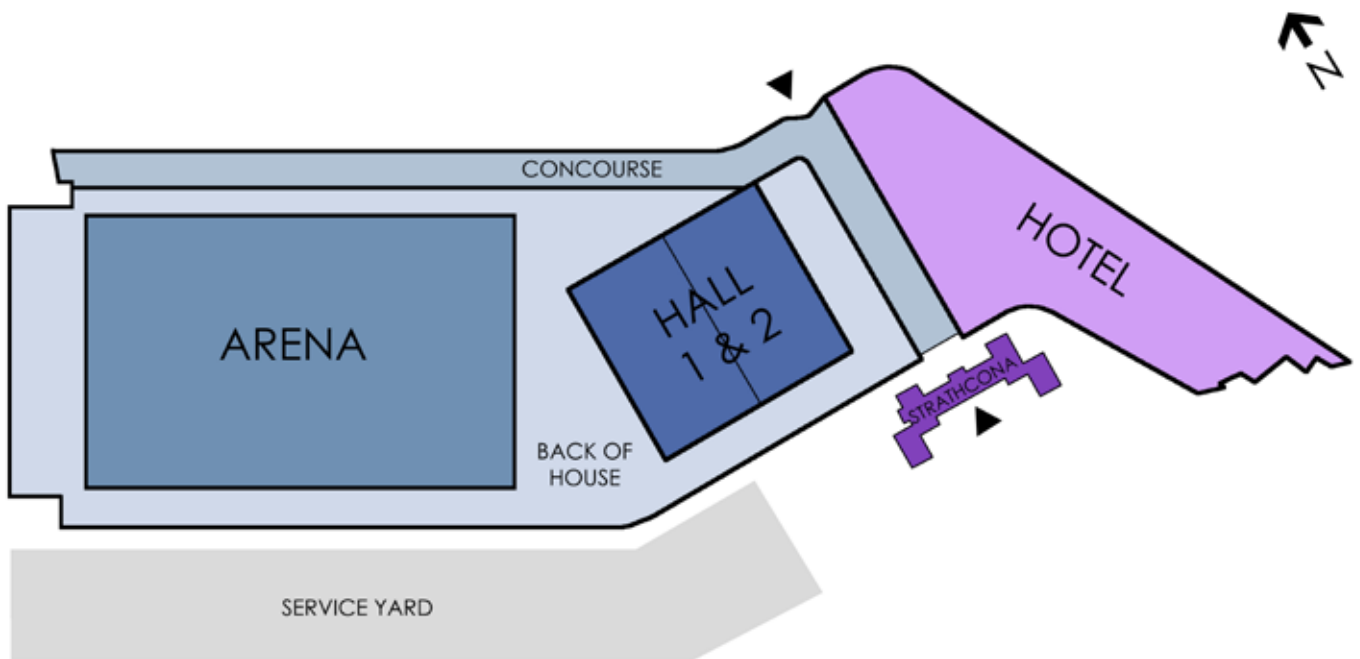 N
CONCOURSE
HOTEL
HALL
1 & 2
ARENA
STRATHCONA
BACK OF
HOUSE
SERVICE YARD